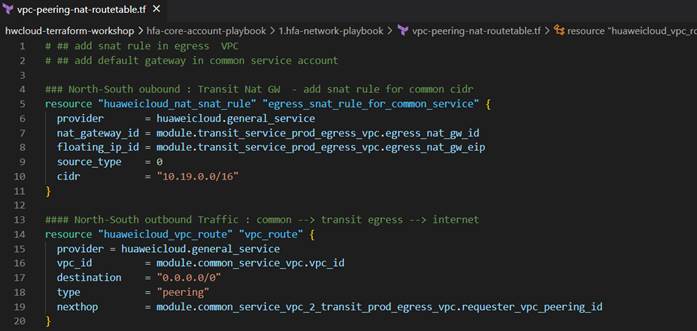 vpc-peering-nat-routetable.tf ×
hwcloud-terraform-workshop > hfa-core-account-playbook > 1.hfa-network-playbook > vpc-peering-nat-routetable.tf > resource "huaweicloud_vpc_ro
1 # ## add snat rule in egress  VPC
2 # ## add default gateway in common service account
3
4 ### North-South oubound : Transit Nat GW  - add snat rule for common cidr
5 resource "huaweicloud_nat_snat_rule" "egress_snat_rule_for_common_service" {
6   provider       = huaweicloud.general_service
7   nat_gateway_id = module.transit_service_prod_egress_vpc.egress_nat_gw_id
8   floating_ip_id = module.transit_service_prod_egress_vpc.egress_nat_gw_eip
9   source_type    = 0
10   cidr           = "10.19.0.0/16"
11 }
12
13 #### North-South outbound Traffic : common --> transit egress --> internet
14 resource "huaweicloud_vpc_route" "vpc_route" {
15   provider = huaweicloud.general_service
16   vpc_id         = module.common_service_vpc.vpc_id
17   destination    = "0.0.0.0/0"
18   type           = "peering"
19   nexthop        = module.common_service_vpc_2_transit_prod_egress_vpc.requester_vpc_peering_id
20 }